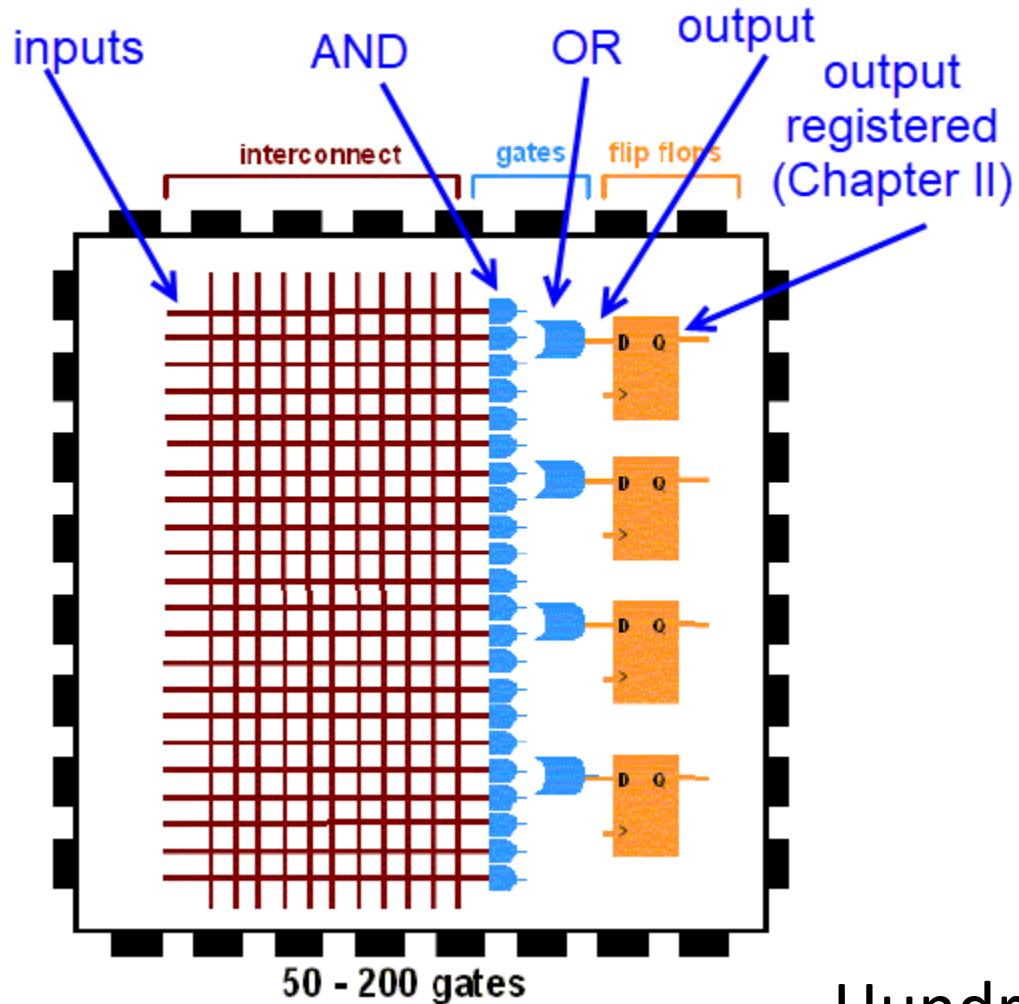 inputs
AND
OR
output
output
registered
(Chapter II)
interconnect
gates
flip flops
D Q
>
D Q
>
D Q
>
D Q
>
50 - 200 gates